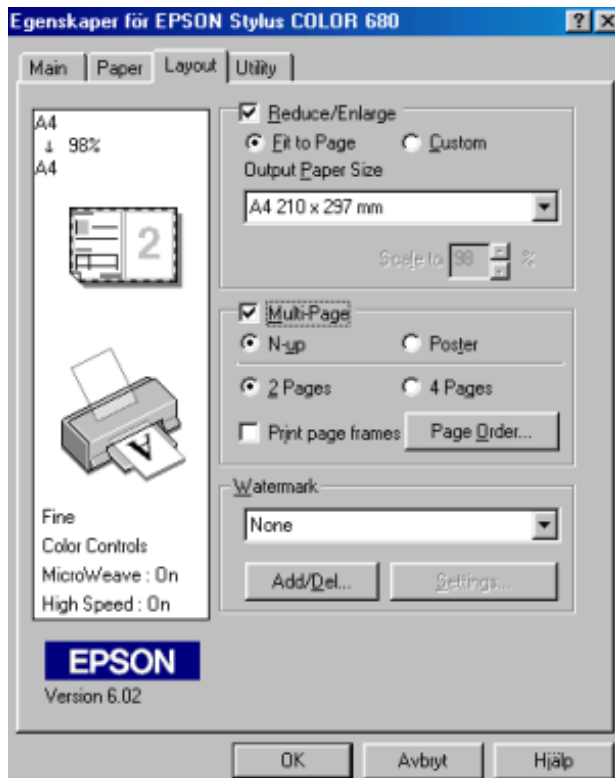 Egenskaper för EPSON Stylus COLOR 680
Main Paper Layout Utility
A4
↓ 98%
A4
2
A
Fine
Color Controls
MicroWeave : On
High Speed : On
EPSON
Version 6.02
Reduce/Enlarge
Fit to Page Custom
Output Paper Size
A4 210 x 297 mm
Scale to 98 %
Multi-Page
N-up Poster
2 Pages 4 Pages
Print page frames Page Order...
Watermark
None
Add/Del... Settings...
OK Avbryt Hjälp